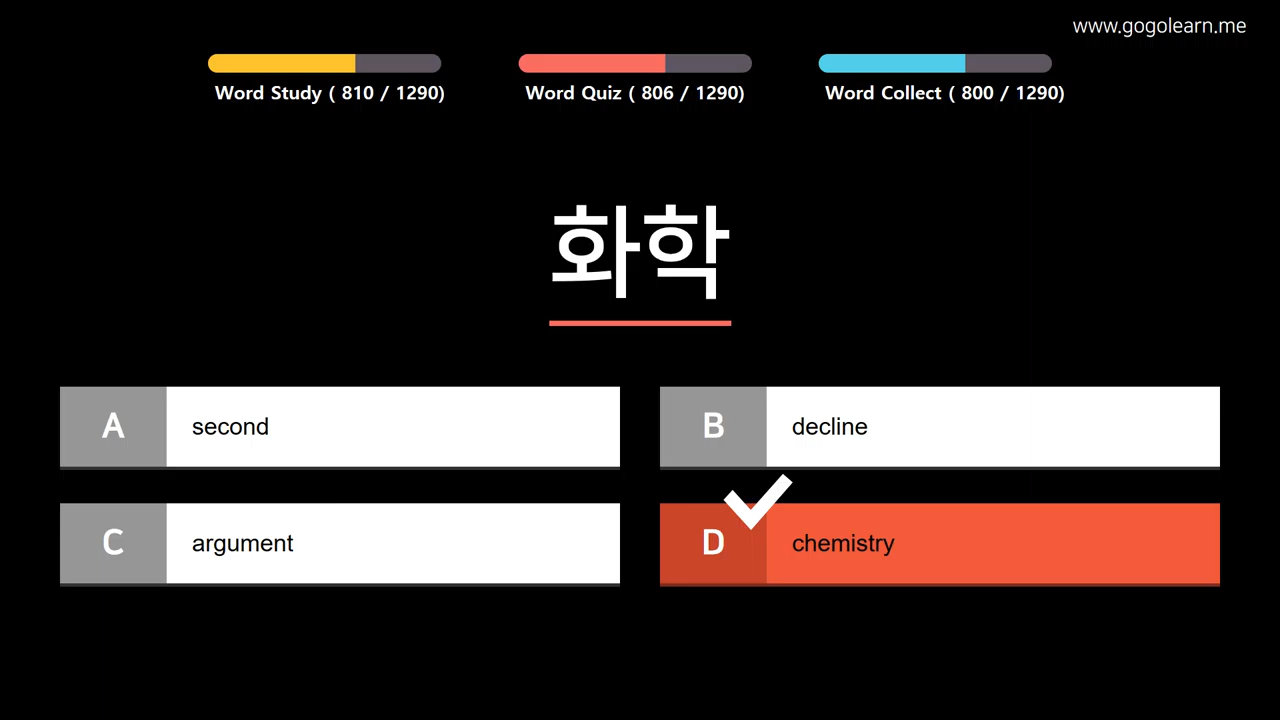 www.gogolearn.me
Word Study ( 810 / 1290)
Word Quiz ( 806 / 1290)
Word Collect ( 800 / 1290)
화학
A second
B decline
C argument
D chemistry